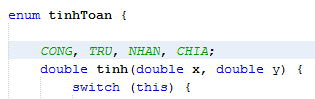 enum tinhToan {
CONG, TRU, NHAN, CHIA;
double tinh(double x, double y) {
switch (this) {